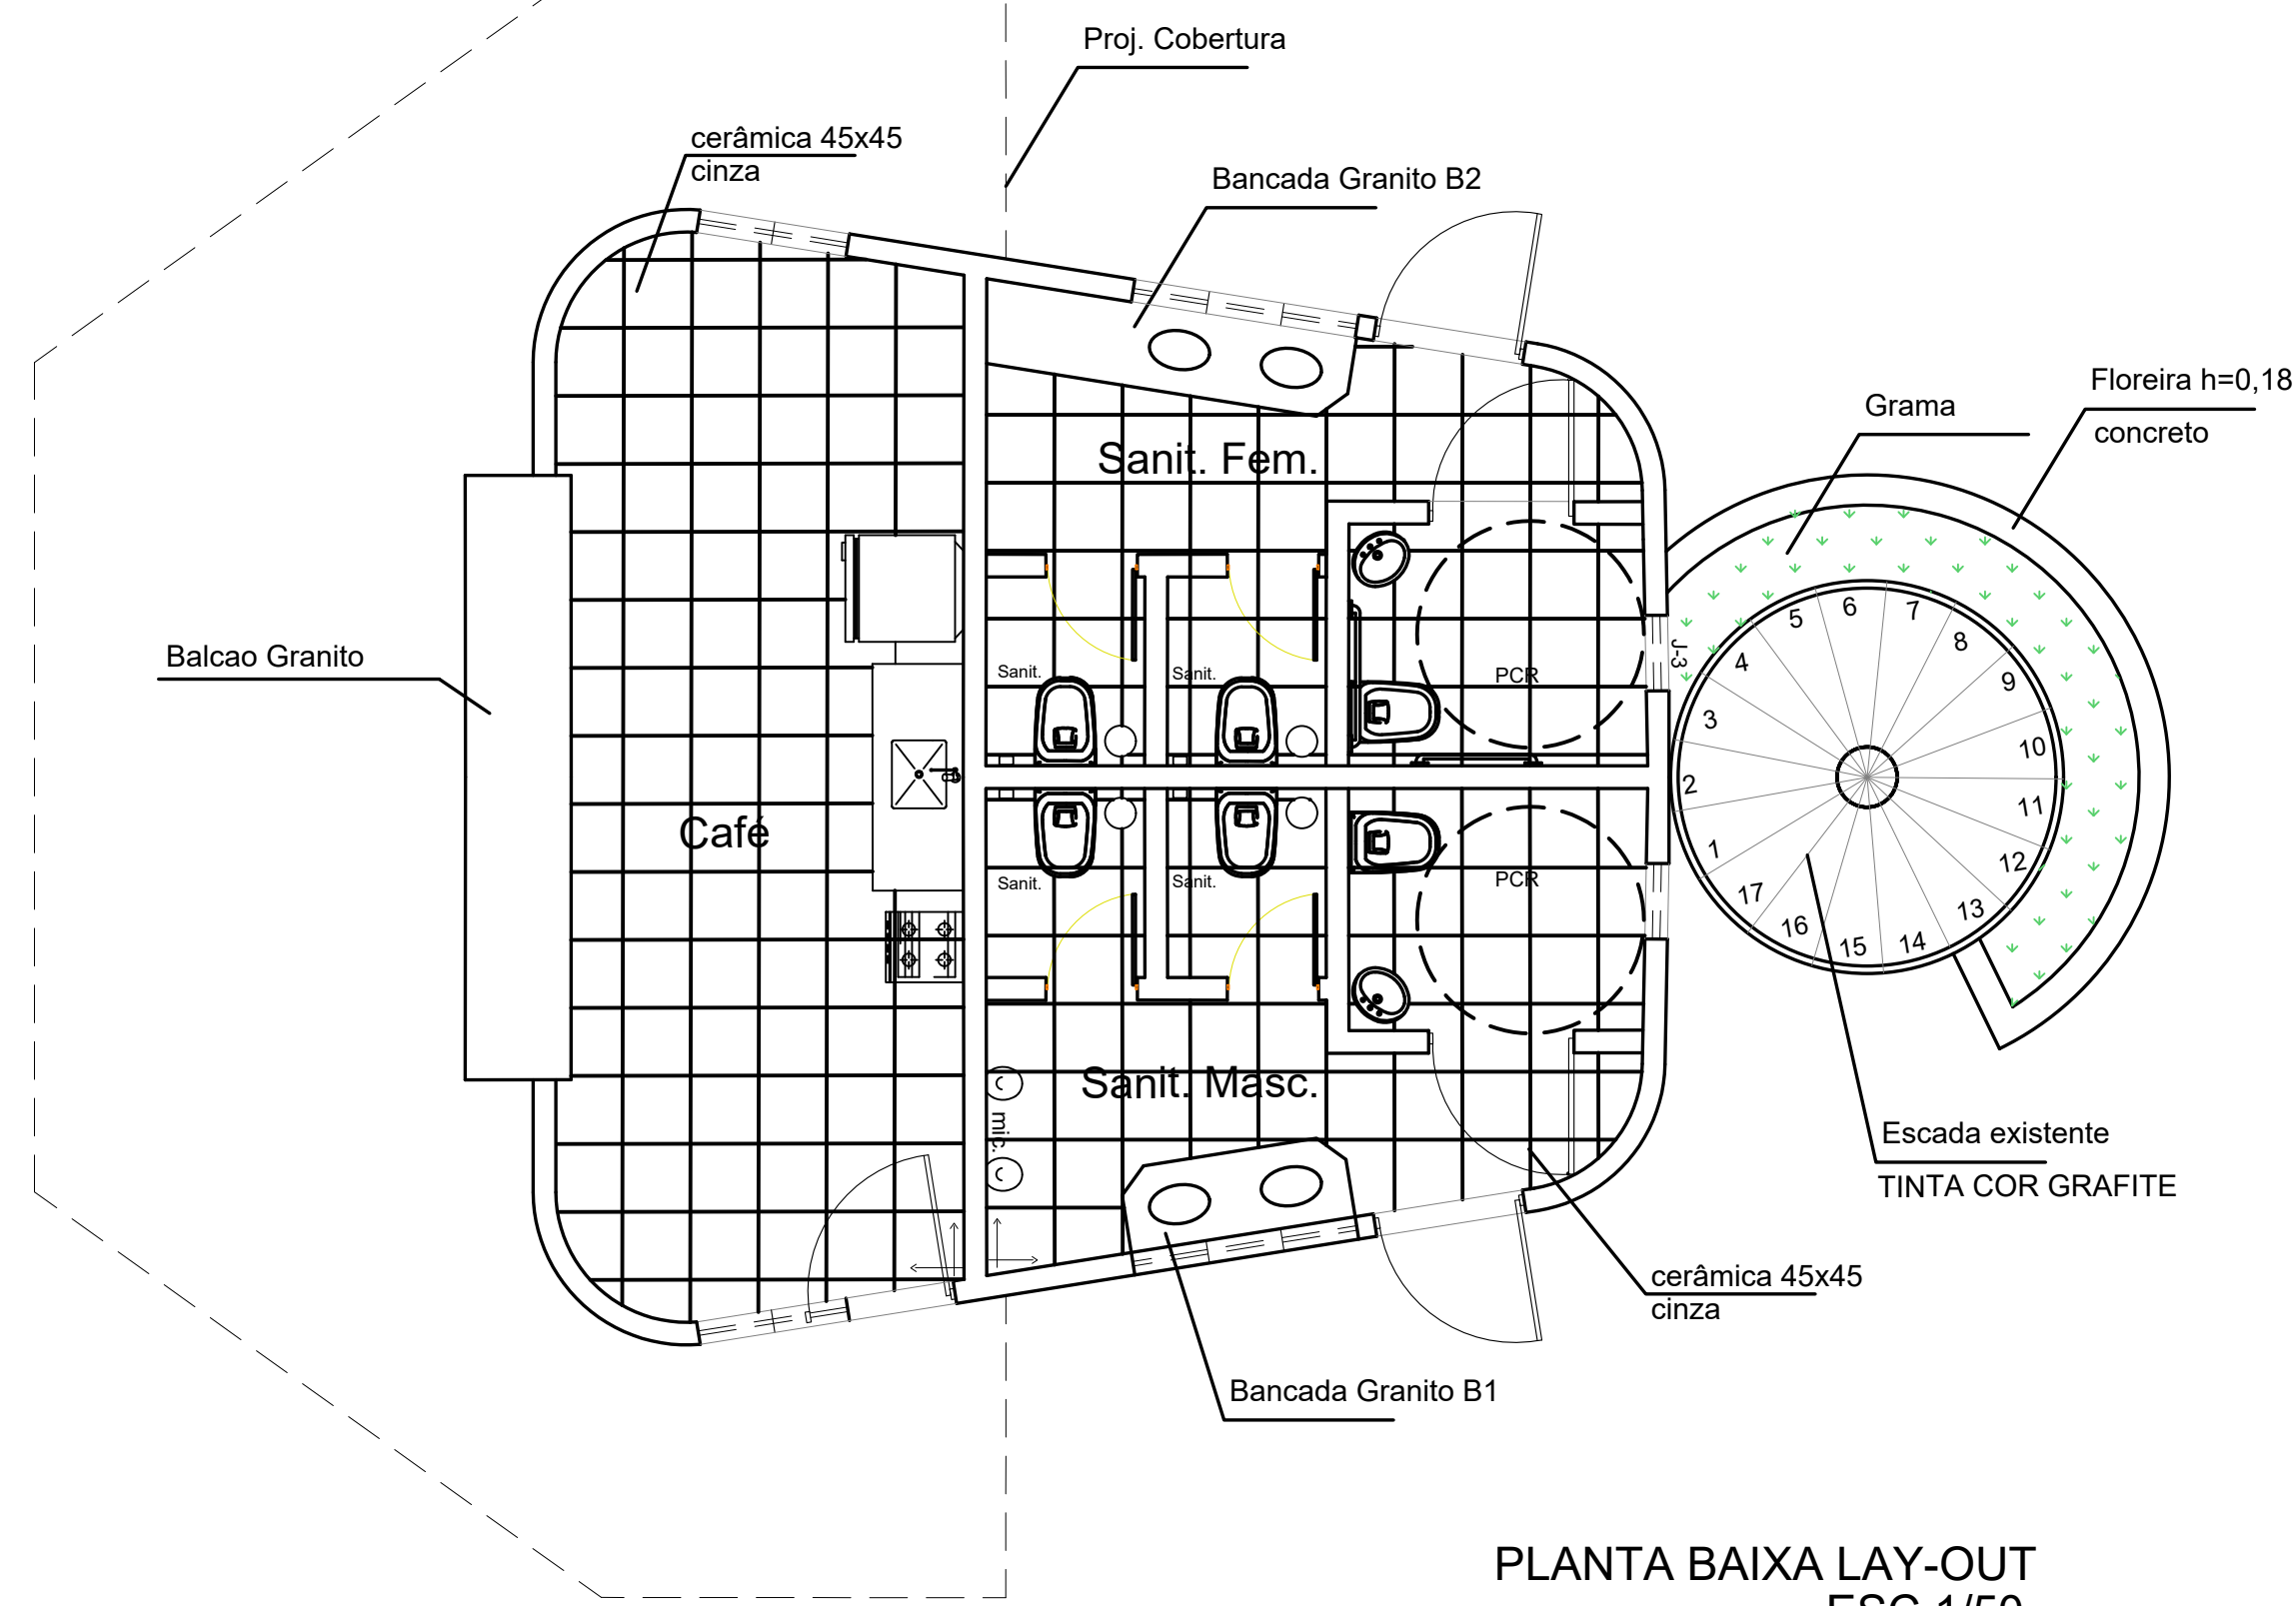 Proj. Cobertura
cerâmica 45x45
cinza
Bancada Granito B2
Floreira h=0,18
concreto
Grama
Sanit. Fem.
Balcao Granito
Sanit.
Sanit.
PCR
J-3
Café
Sanit.
Sanit.
PCR
1
2
3
4
5
6
7
8
9
10
11
12
13
14
15
16
17
Sanit. Masc.
mic.
Escada existente
TINTA COR GRAFITE
cerâmica 45x45
cinza
Bancada Granito B1
PLANTA BAIXA LAY-OUT
ESC 1/50